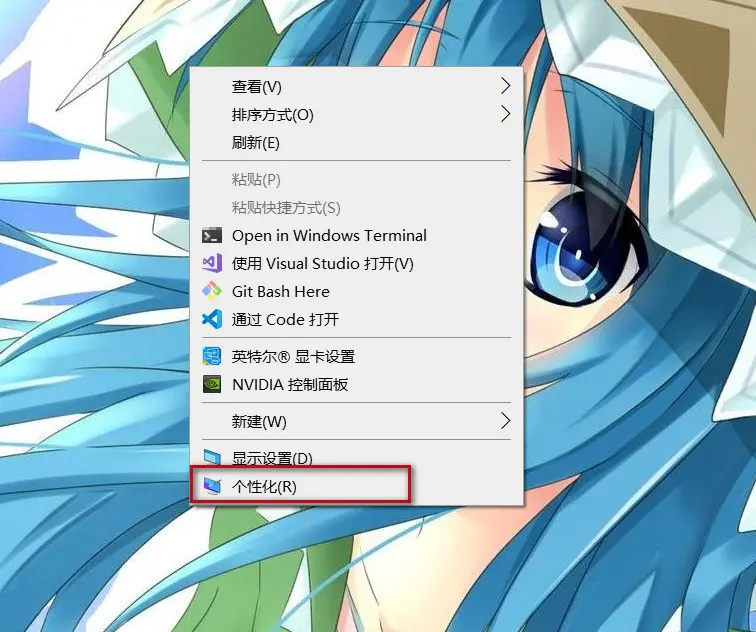 查看(V)
排序方式(O)
刷新(E)
粘贴(P)
粘贴快捷方式(S)
Open in Windows Terminal
使用 Visual Studio 打开(V)
Git Bash Here
通过 Code 打开
英特尔® 显卡设置
NVIDIA 控制面板
新建(W)
显示设置(D)
个性化(R)